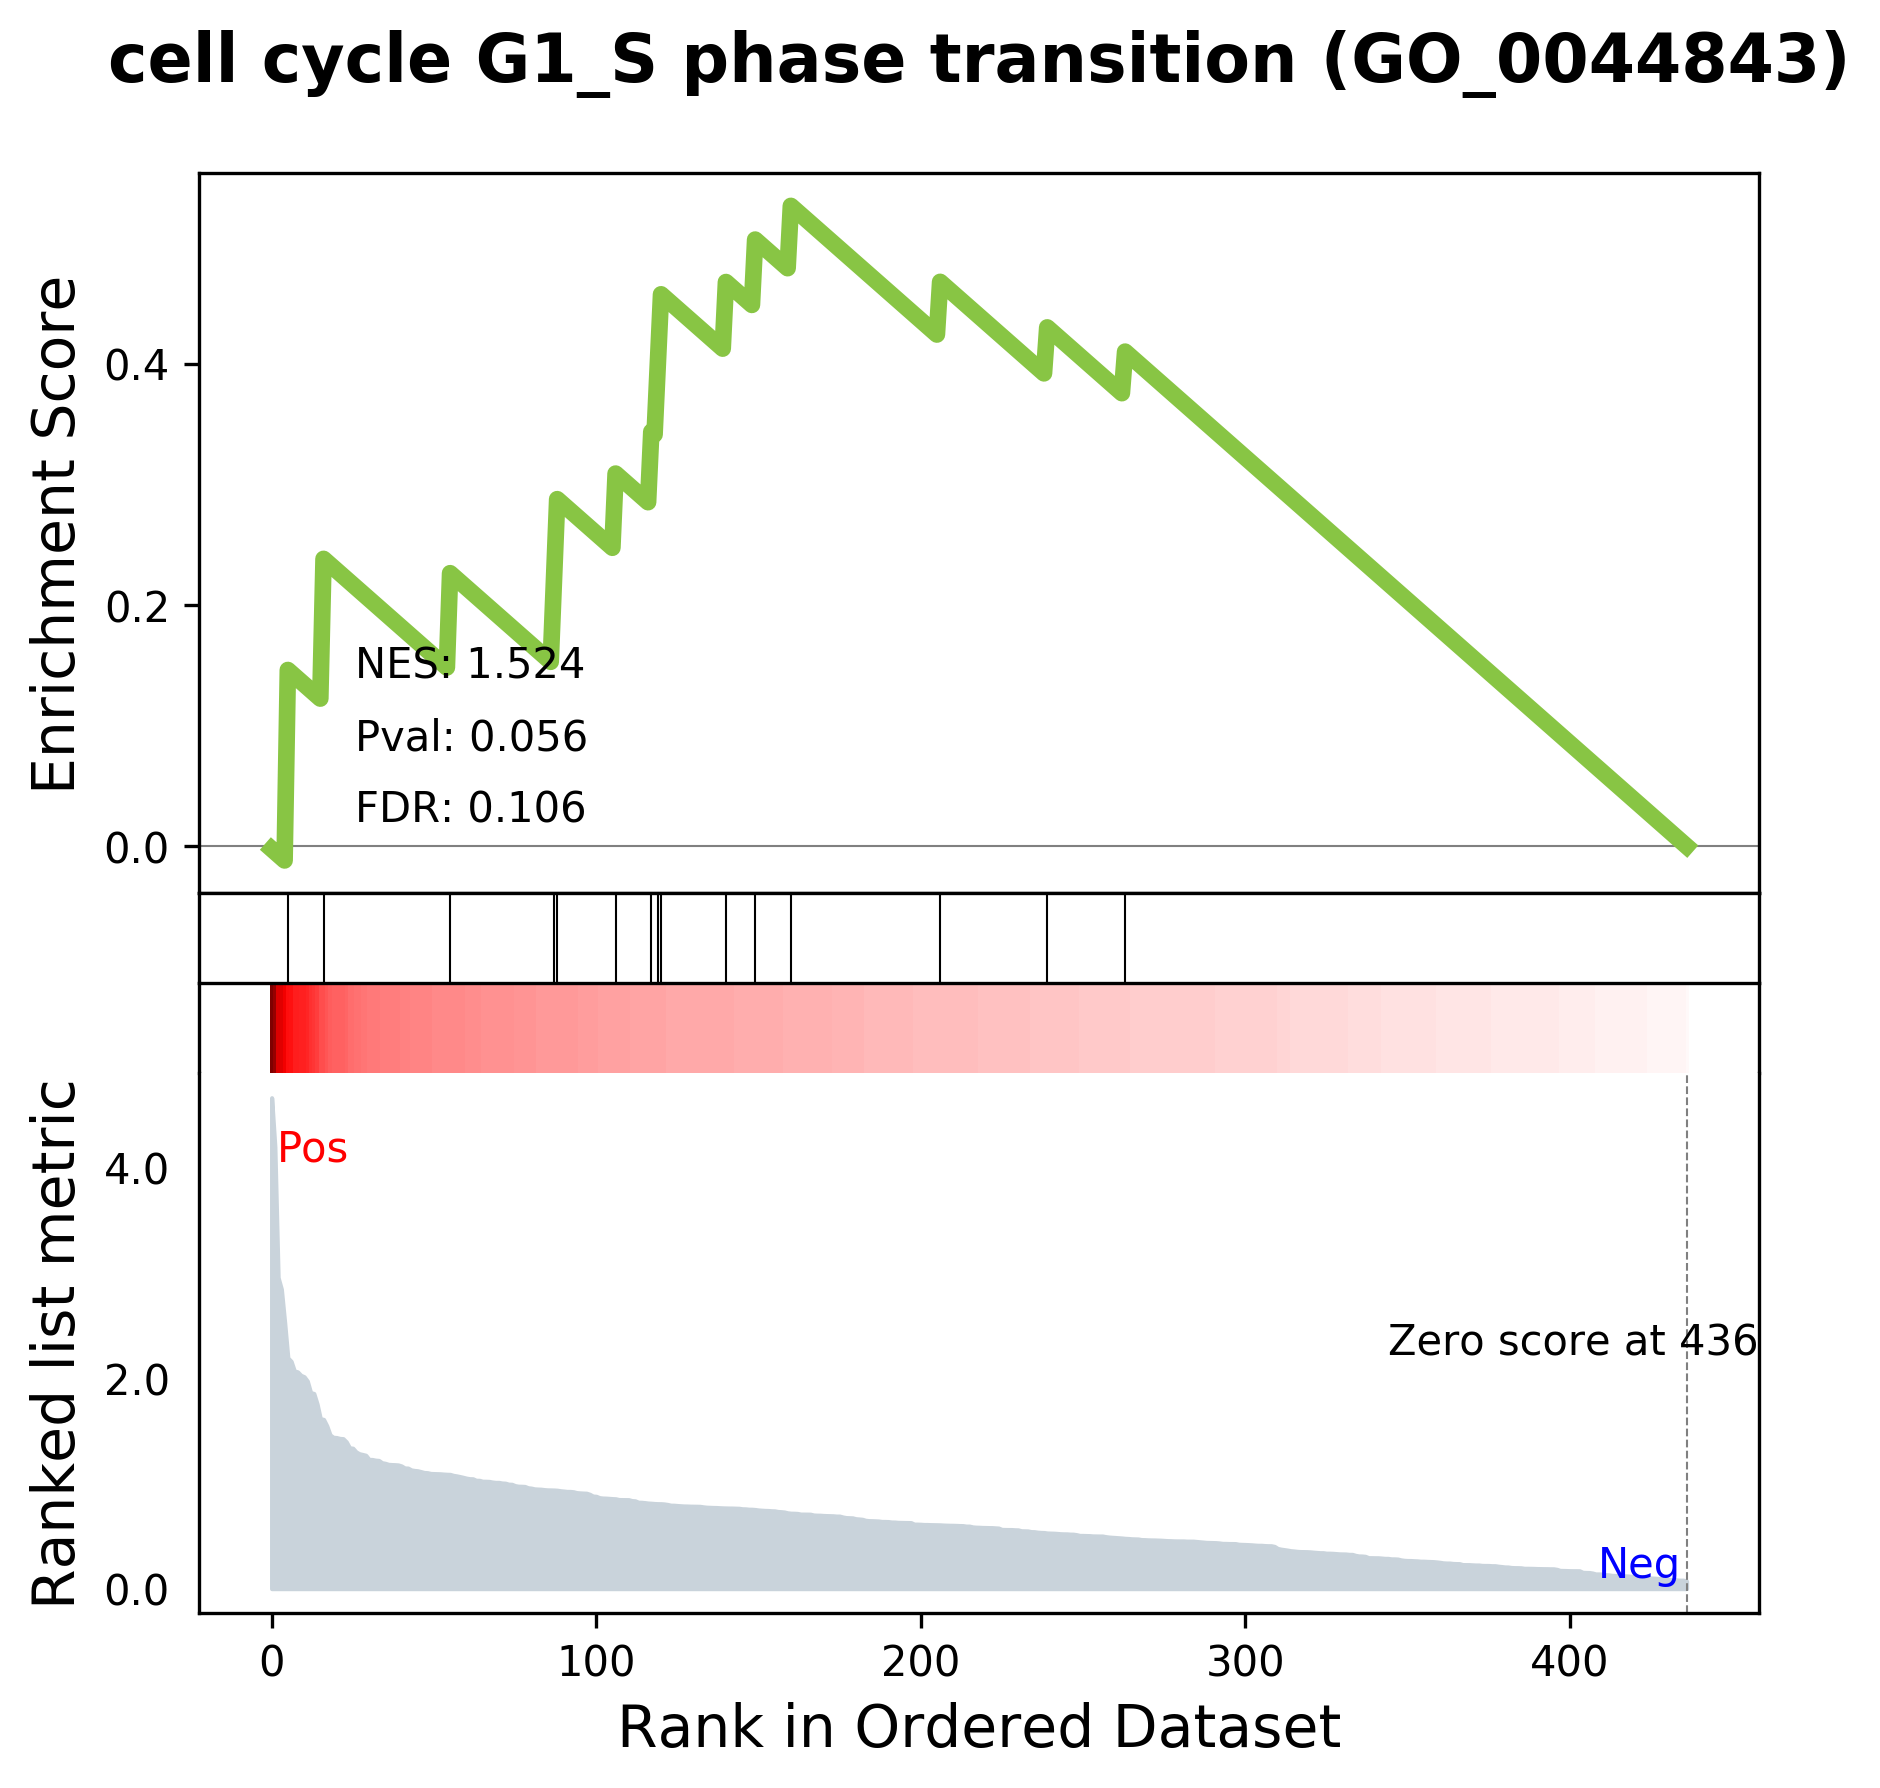 cell cycle G1_S phase transition (GO_0044843)
Enrichment Score
0.4
0.2
0.0
NES: 1.524
Pval: 0.056
FDR: 0.106
Ranked list metric
4.0
2.0
0.0
Pos
Zero score at 436
Neg
0 100 200 300 400
Rank in Ordered Dataset